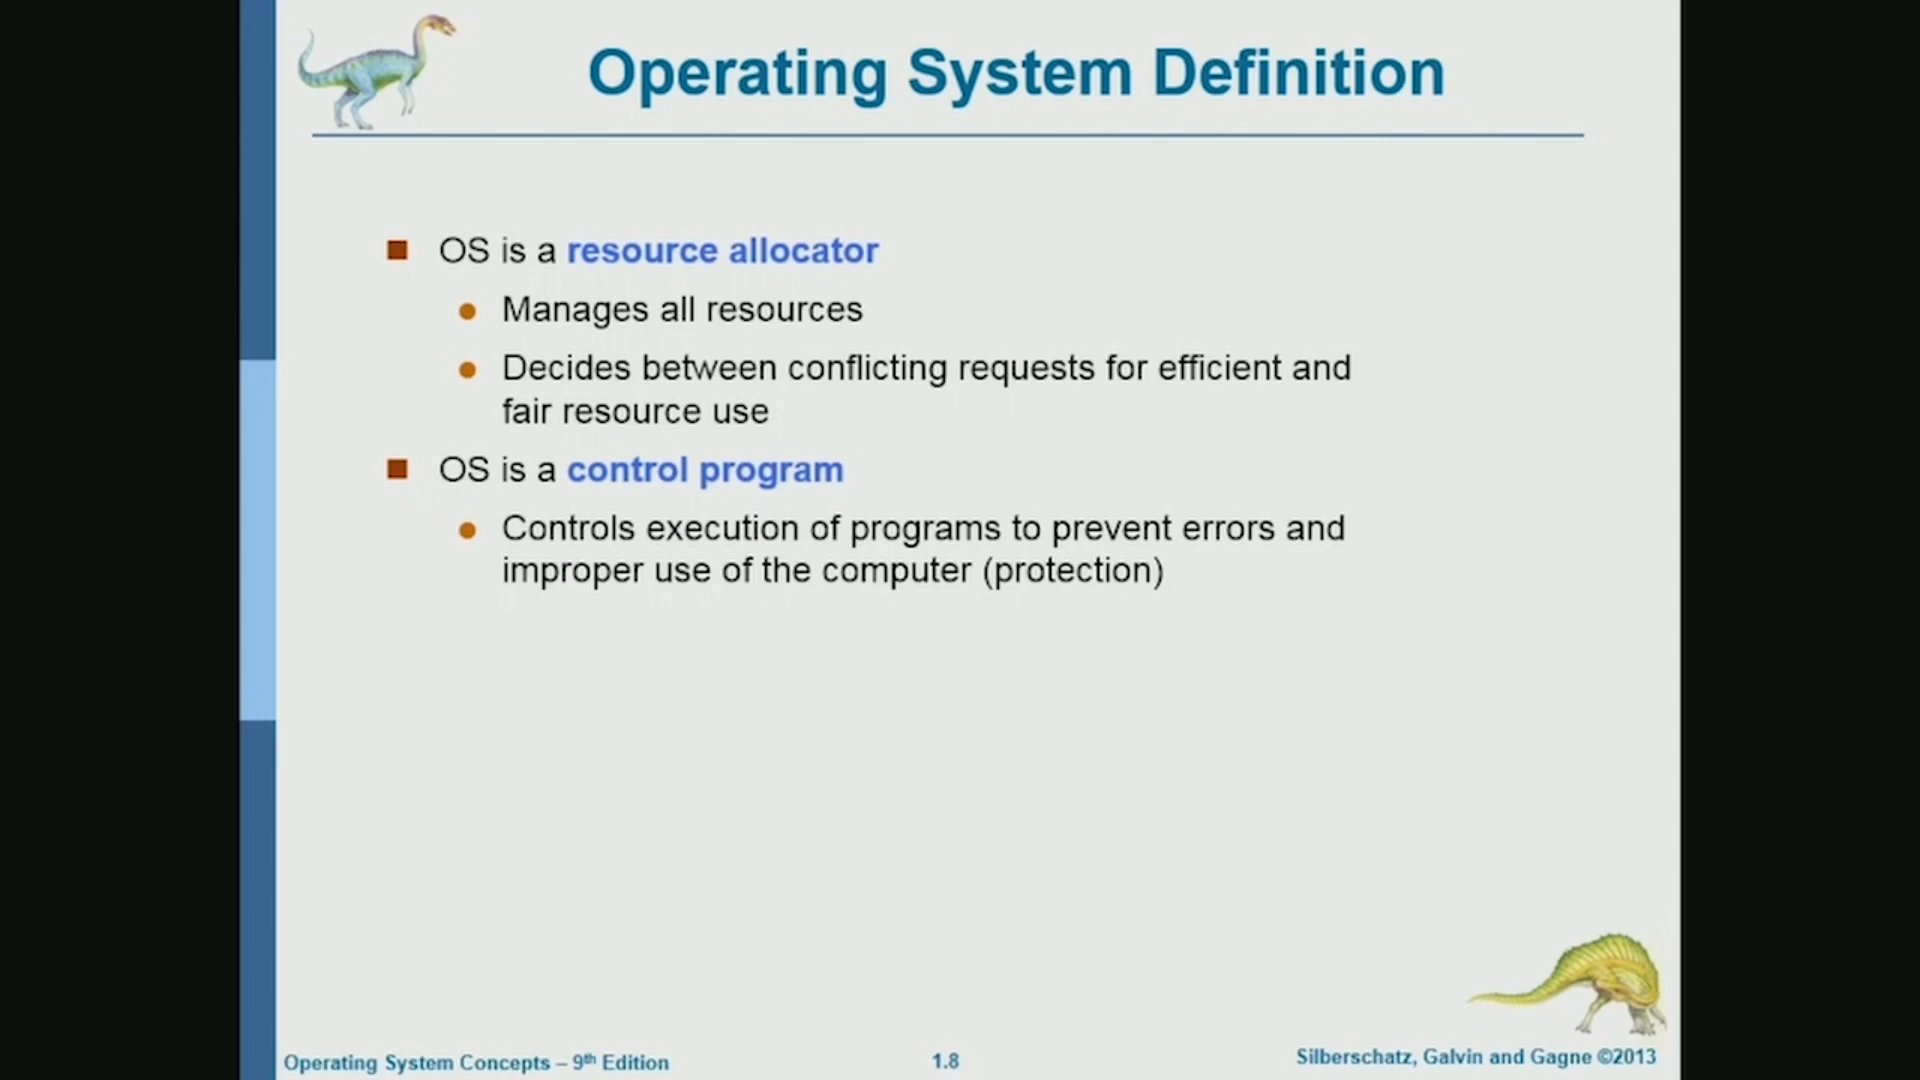 Operating System Definition
OS is a resource allocator
Manages all resources
Decides between conflicting requests for efficient and
fair resource use
OS is a control program
Controls execution of programs to prevent errors and
improper use of the computer (protection)
Operating System Concepts – 9th Edition
1.8
Silberschatz, Galvin and Gagne ©2013